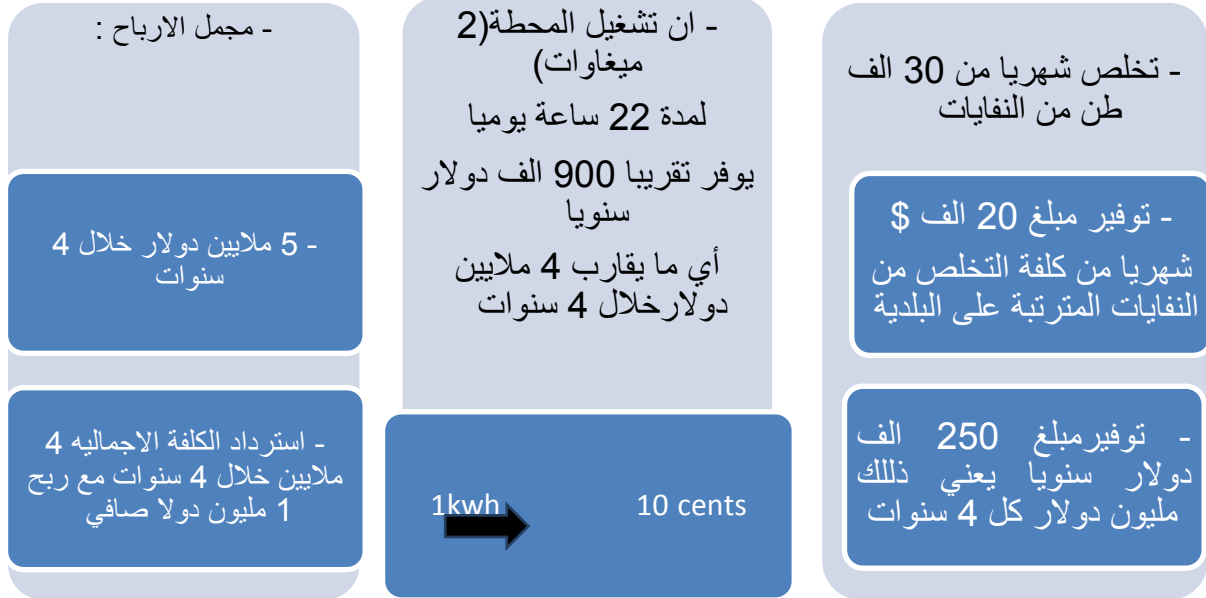 - تخلص شهريا من 30 الف
طن من النفايات
- توفير مبلغ 20 الف $
شهريا من كلفة التخلص من
النفايات المترتبة على البلدية
- توفيرمبلغ 250 الف
دولار سنويا يعني ذللك
مليون دولار كل 4 سنوات
- ان تشغيل المحطة(2
ميغاوات)
لمدة 22 ساعة يوميا
يوفر تقريبا 900 الف دولار
سنويا
أي ما يقارب 4 ملايين
دولارخلال 4 سنوات
1kwh 10 cents
- مجمل الارباح :
- 5 ملايين دولار خلال 4
سنوات
- استرداد الكلفة الاجماليه 4
ملايين خلال 4 سنوات مع ربح
1 مليون دولا صافي